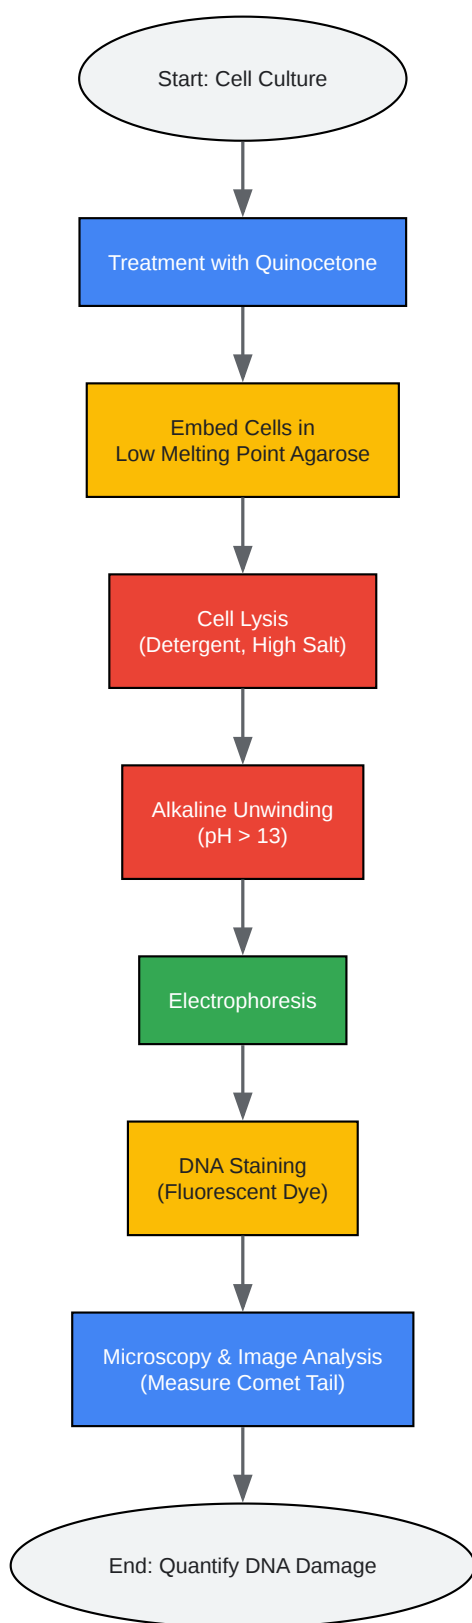 Start: Cell Culture
Treatment with Quinocetone
Embed Cells in
Low Melting Point Agarose
Cell Lysis
(Detergent, High Salt)
Alkaline Unwinding
(pH > 13)
Electrophoresis
DNA Staining
(Fluorescent Dye)
Microscopy & Image Analysis
(Measure Comet Tail)
End: Quantify DNA Damage